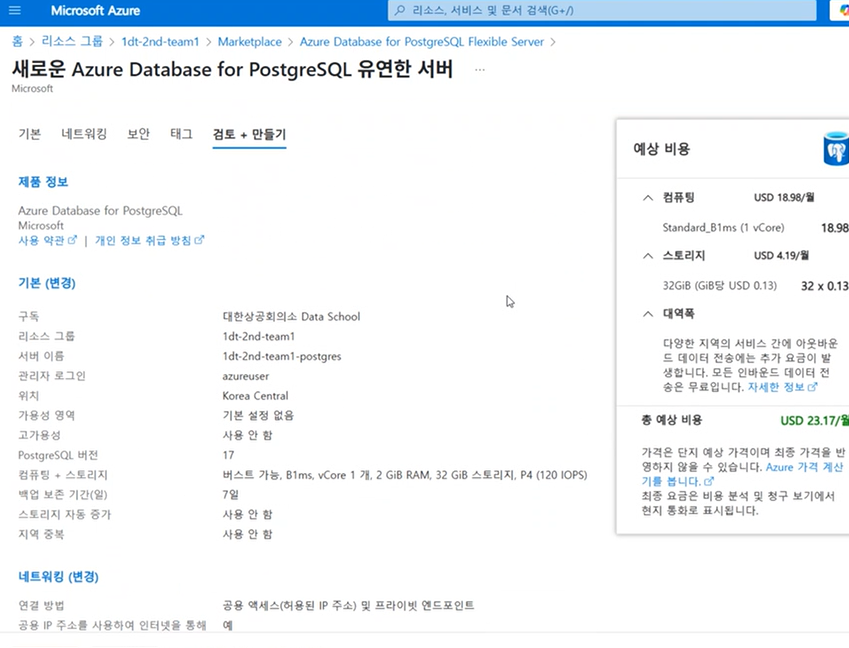 Microsoft Azure
리소스, 서비스 및 문서 검색(G+/)
홈 > 리소스 그룹 > 1dt-2nd-team1 > Marketplace > Azure Database for PostgreSQL Flexible Server >
새로운 Azure Database for PostgreSQL 유연한 서버 ...
Microsoft
기본 네트워킹 보안 태그 검토 + 만들기
제품 정보
Azure Database for PostgreSQL
Microsoft
사용 약관 | 개인 정보 취급 방침
기본 (변경)
구독 대한상공회의소 Data School
리소스 그룹 1dt-2nd-team1
서버 이름 1dt-2nd-team1-postgres
관리자 로그인 azureuser
위치 Korea Central
가용성 영역 기본 설정 없음
고가용성 사용 안 함
PostgreSQL 버전 17
컴퓨팅 + 스토리지 버스트 가능, B1ms, vCore 1 개, 2 GiB RAM, 32 GiB 스토리지, P4 (120 IOPS)
백업 보존 기간(일) 7일
스토리지 자동 증가 사용 안 함
지역 중복 사용 안 함
네트워킹 (변경)
연결 방법 공용 액세스(허용된 IP 주소) 및 프라이빗 엔드포인트
공용 IP 주소를 사용하여 인터넷을 통해 예
예상 비용
컴퓨팅 USD 18.98/월
Standard_B1ms (1 vCore) 18.98
스토리지 USD 4.19/월
32GiB (GiB당 USD 0.13) 32 x 0.13
대역폭
다양한 지역의 서비스 간에 아웃바운
드 데이터 전송에는 추가 요금이 발
생합니다. 모든 인바운드 데이터 전
송은 무료입니다. 자세한 정보
총 예상 비용 USD 23.17/월
가격은 단지 예상 가격이며 최종 가격을 반
영하지 않을 수 있습니다. Azure 가격 계산
기를 봅니다.
최종 요금은 비용 분석 및 청구 보기에서
현지 통화로 표시됩니다.